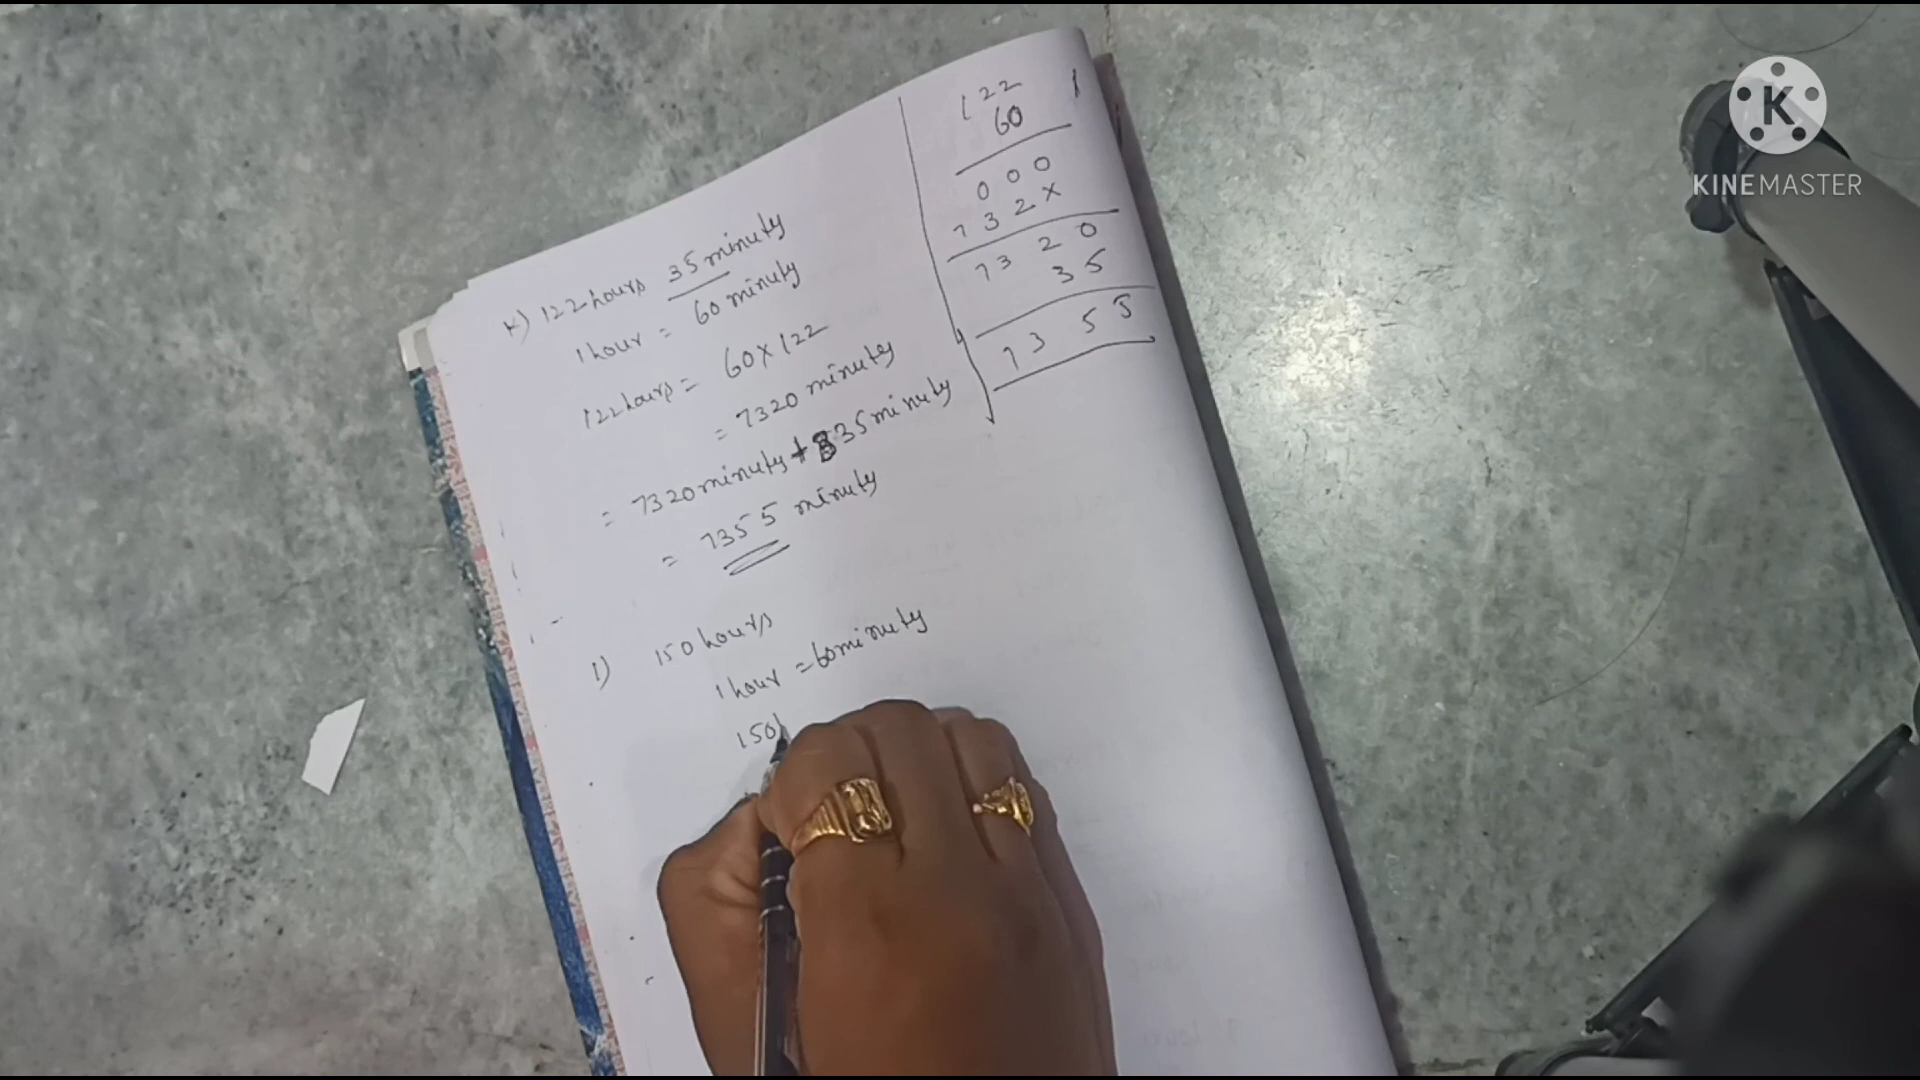 K) 122 hours 35 minuty
1 hour = 60 minuty
122 hours = 60 x 122
= 7320 minuty
= 7320 minuty + 35 minuty
= 7355 minuty
l) 150 hours
1 hour = 60 minuty
150h
122
60
000
732x
7320
35
7355
K
KINEMASTER